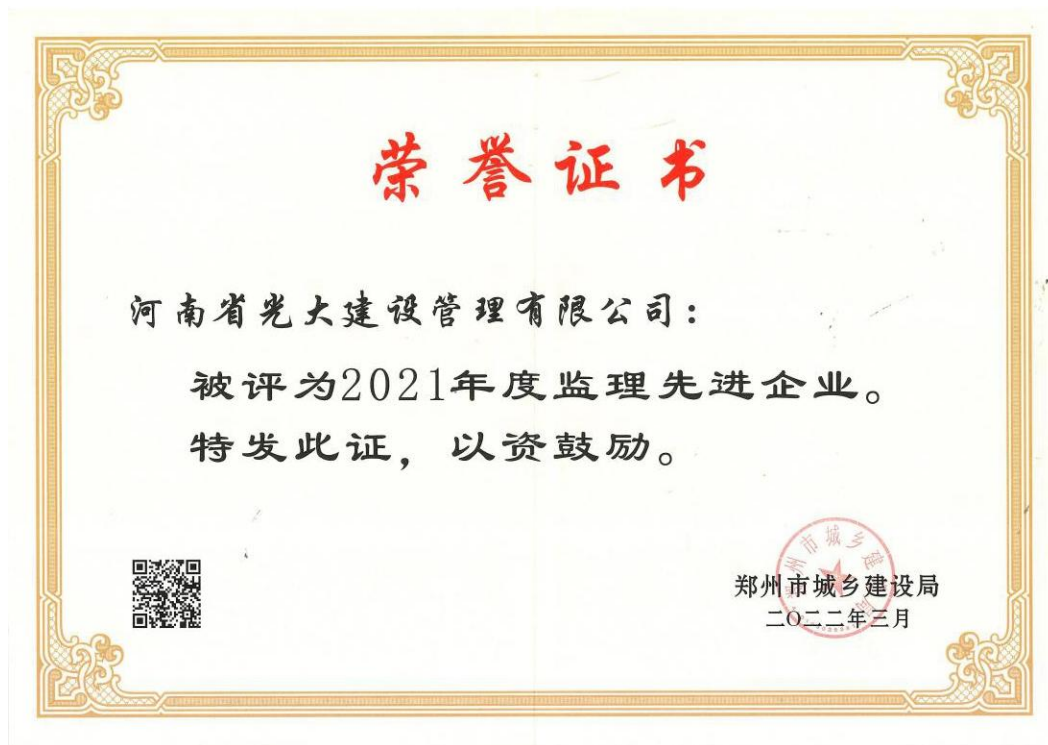 荣誉证书
河南省光大建设管理有限公司：
被评为2021年度监理先进企业。
特发此证，以资鼓励。
郑州市城乡建设局
二〇二二年三月